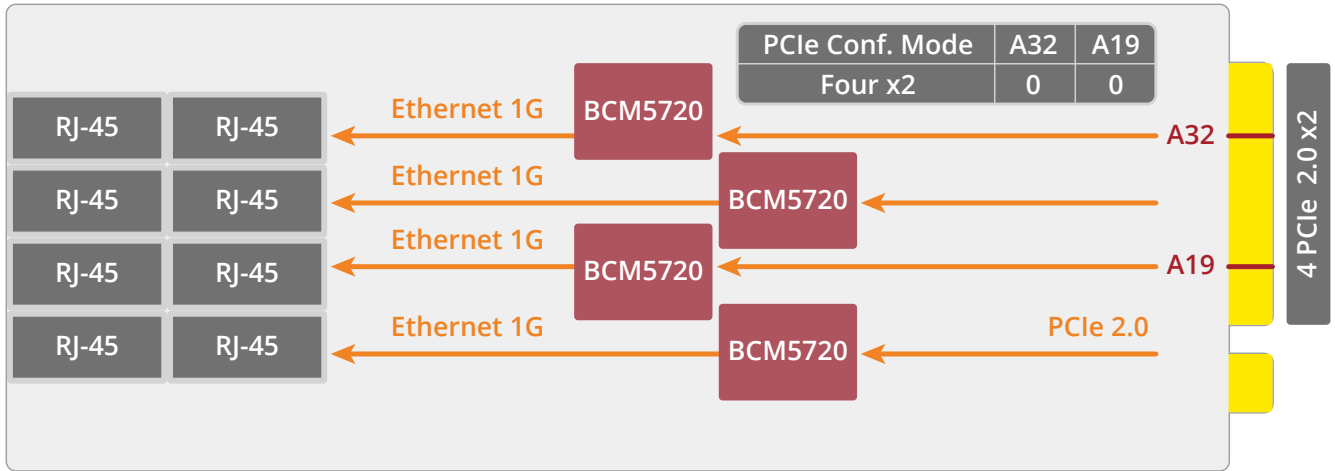 PCIe Conf. Mode A32 A19
Four x2 0 0
RJ-45 RJ-45 Ethernet 1G BCM5720 A32
RJ-45 RJ-45 Ethernet 1G BCM5720
RJ-45 RJ-45 Ethernet 1G BCM5720 A19
RJ-45 RJ-45 Ethernet 1G BCM5720 PCIe 2.0
4 PCIe 2.0 x2